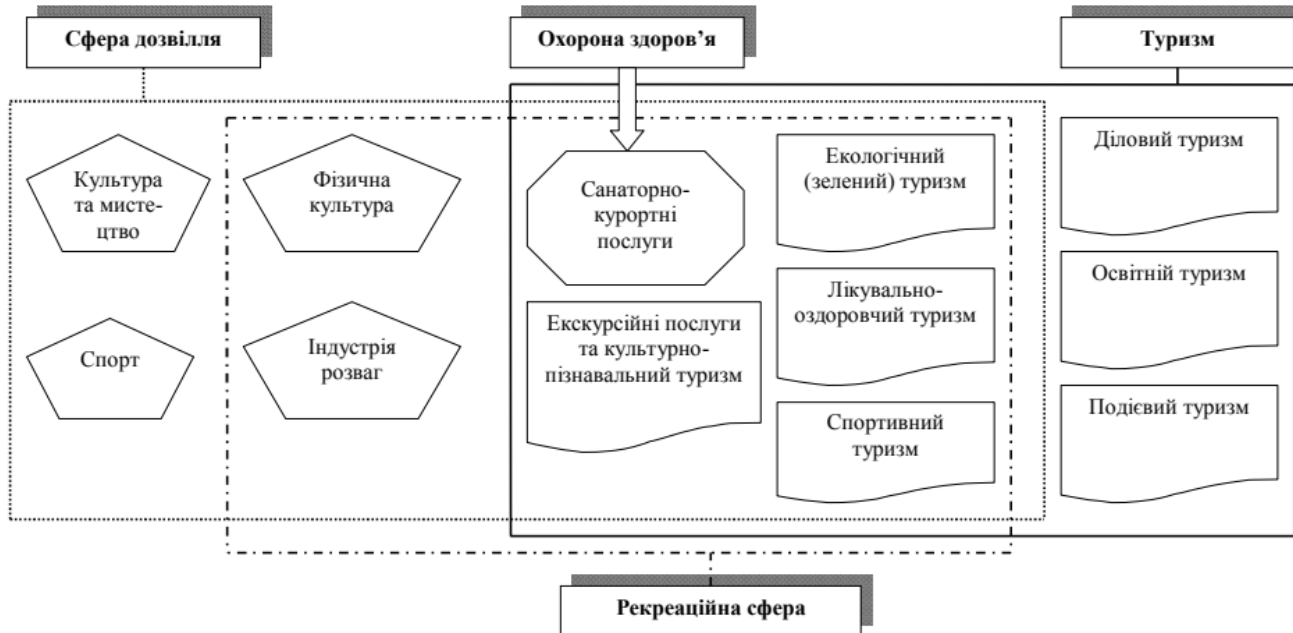 Сфера дозвілля
Охорона здоров’я
Туризм
Культура
та мисте-
цтво
Фізична
культура
Санаторно-
курортні
послуги
Екологічний
(зелений) туризм
Діловий туризм
Спорт
Індустрія
розваг
Екскурсійні послуги
та культурно-
пізнавальний туризм
Лікувально-
оздоровчий туризм
Освітній туризм
Спортивний
туризм
Подієвий туризм
Рекреаційна сфера